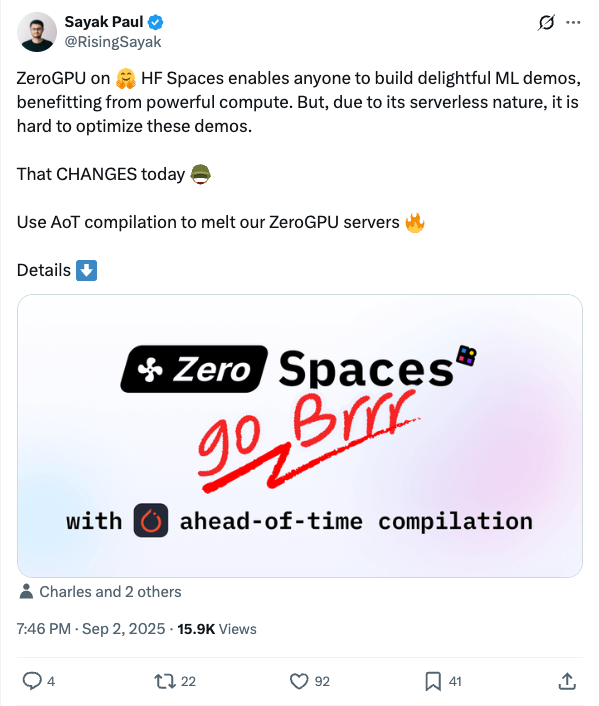 Sayak Paul
@RisingSayak
ZeroGPU on 🤗 HF Spaces enables anyone to build delightful ML demos,
benefitting from powerful compute. But, due to its serverless nature, it is
hard to optimize these demos.
That CHANGES today 🪖
Use AoT compilation to melt our ZeroGPU servers 🔥
Details ⬇️
Zero Spaces
go Brrr
with ahead-of-time compilation
Charles and 2 others
7:46 PM · Sep 2, 2025 · 15.9K Views
4 22 92 41